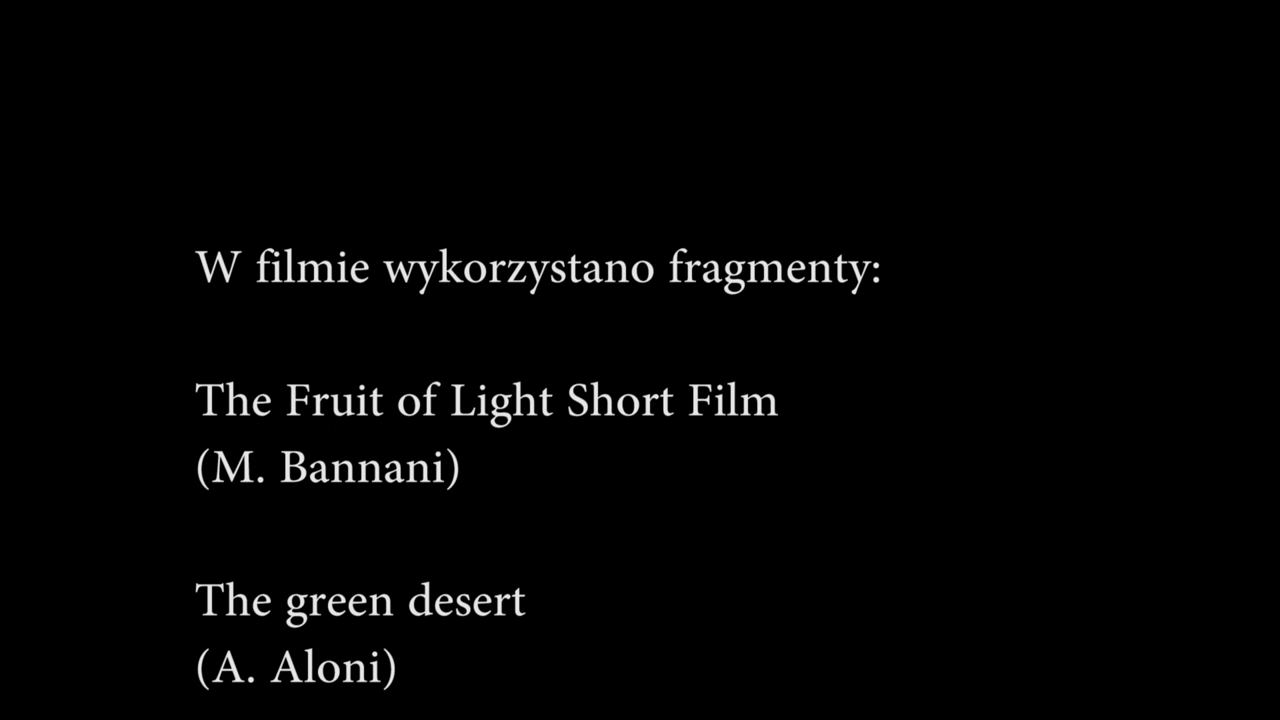 W filmie wykorzystano fragmenty:
The Fruit of Light Short Film
(M. Bannani)
The green desert
(A. Aloni)